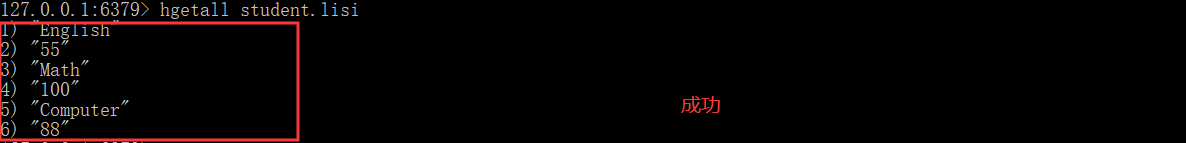 127.0.0.1:6379> hgetall student.lisi
1) "English"
2) "55"
3) "Math"
4) "100"
5) "Computer"
6) "88"
成功